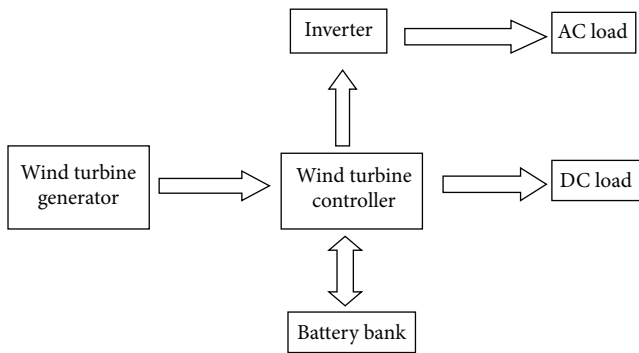 Inverter
AC load
Wind turbine
generator
Wind turbine
controller
DC load
Battery bank